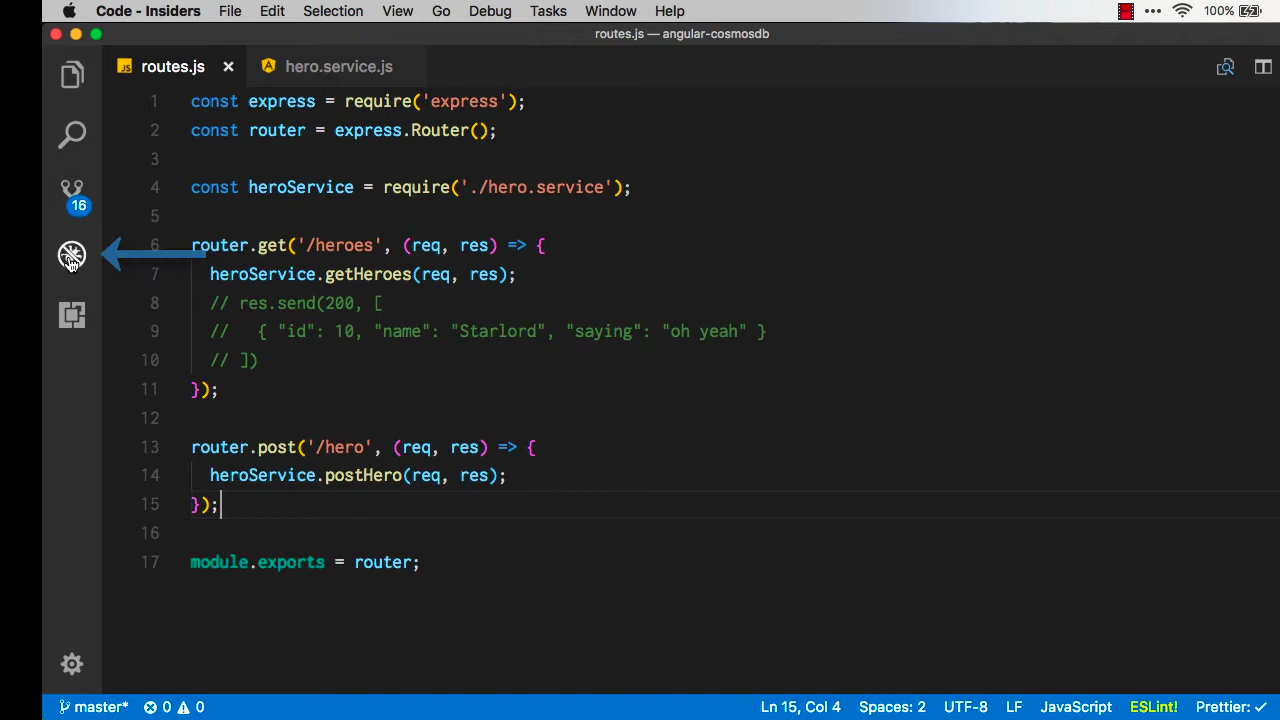 Code - Insiders File Edit Selection View Go Debug Tasks Window Help 100%
routes.js — angular-cosmosdb
JS routes.js hero.service.js
1 const express = require('express');
2 const router = express.Router();
3
4 const heroService = require('./hero.service');
5
6 router.get('/heroes', (req, res) => {
7 heroService.getHeroes(req, res);
8 // res.send(200, [
9 // { "id": 10, "name": "Starlord", "saying": "oh yeah" }
10 // ])
11 });
12
13 router.post('/hero', (req, res) => {
14 heroService.postHero(req, res);
15 });
16
17 module.exports = router;
16
master* 0 0 Ln 15, Col 4 Spaces: 2 UTF-8 LF JavaScript ESLint! Prettier: ✓